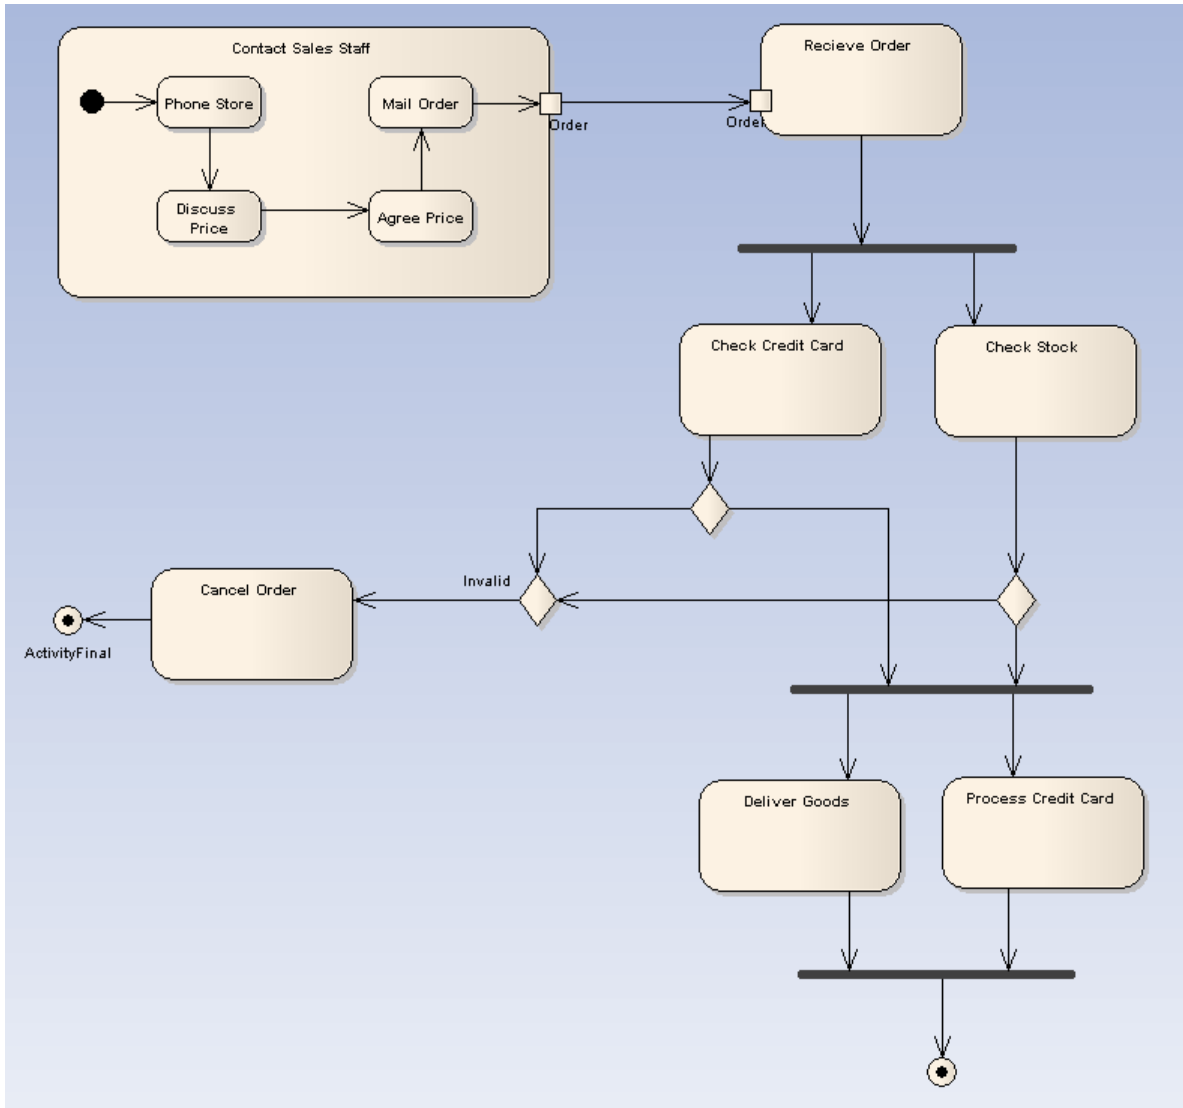 Contact Sales Staff
Recieve Order
Phone Store
Mail Order
Order
Order
Discuss
Price
Agree Price
Check Credit Card
Check Stock
Invalid
Cancel Order
ActivityFinal
Deliver Goods
Process Credit Card